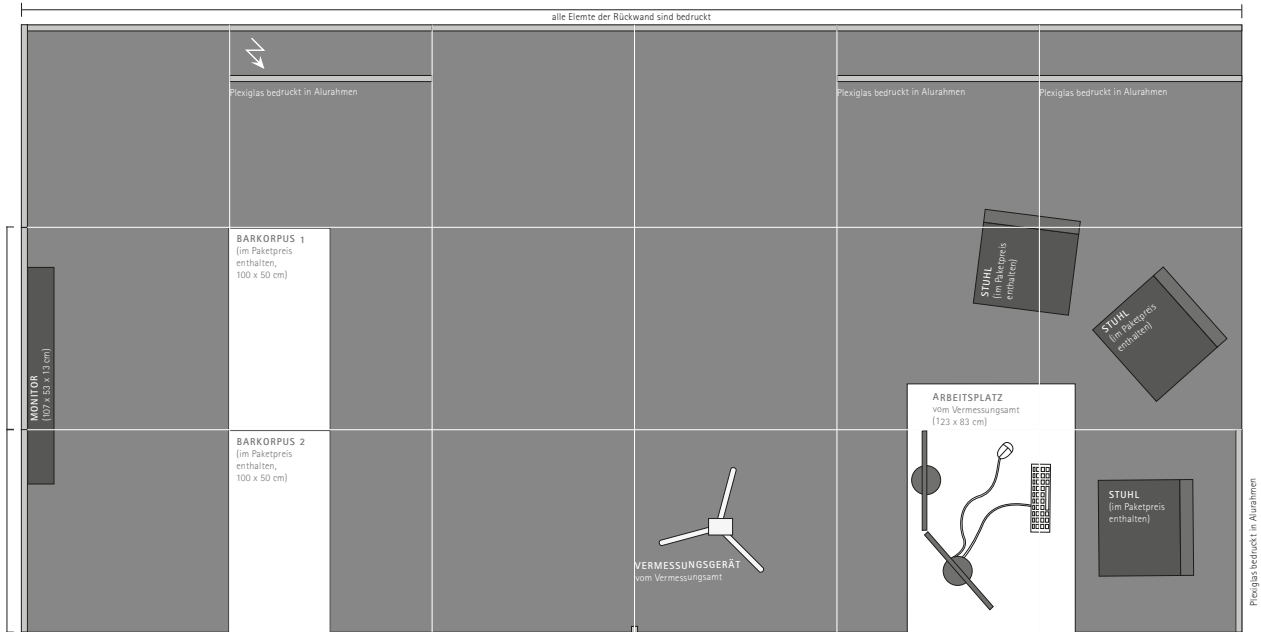 alle Elemte der Rückwand sind bedruckt
Plexiglas bedruckt in Alurahmen
Plexiglas bedruckt in Alurahmen
Plexiglas bedruckt in Alurahmen
BARKORPUS 1
(im Paketpreis
enthalten,
100 x 50 cm)
STUHL
(im Paketpreis
enthalten)
STUHL
(im Paketpreis
enthalten)
MONITOR
(107 x 53 x 13 cm)
ARBEITSPLATZ
vom Vermessungsamt
(123 x 83 cm)
BARKORPUS 2
(im Paketpreis
enthalten,
100 x 50 cm)
STUHL
(im Paketpreis
enthalten)
VERMESSUNGSGERÄT
vom Vermessungsamt
Plexiglas bedruckt in Alurahmen